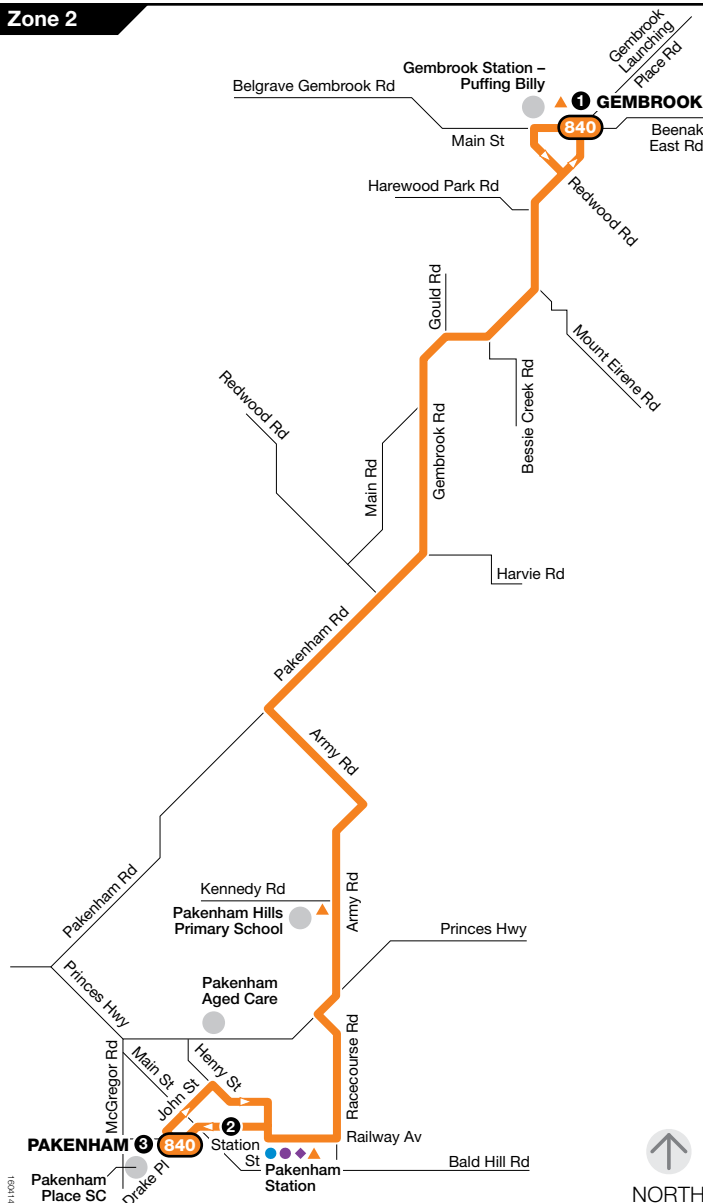 Zone 2
Gembrook
Launching
Place Rd
Gembrook Station –
Puffing Billy
Belgrave Gembrook Rd
1 GEMBROOK
840
Main St
Beenak
East Rd
Harewood Park Rd
Redwood Rd
Gould Rd
Mount Eirene Rd
Bessie Creek Rd
Redwood Rd
Main Rd
Gembrook Rd
Harvie Rd
Pakenham Rd
Army Rd
Kennedy Rd
Army Rd
Pakenham Hills
Primary School
Pakenham Rd
Princes Hwy
Princes Hwy
Pakenham
Aged Care
McGregor Rd
Main St
John St
Henry St
Racecourse Rd
2
PAKENHAM 3 840
Station
St
Railway Av
Pakenham
Station
Bald Hill Rd
Pakenham
Place SC
Drake Pl
160414
NORTH